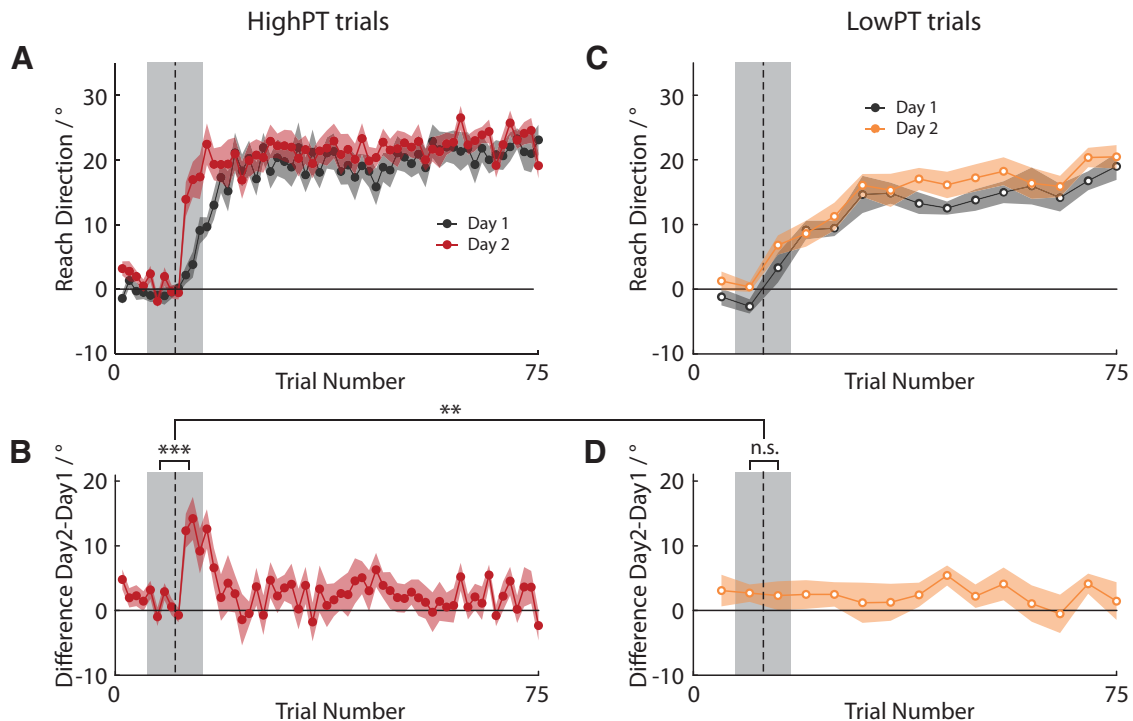 HighPT trials
LowPT trials
A
Reach Direction / °
30
20
10
0
-10
0
75
Trial Number
Day 1
Day 2
C
Reach Direction / °
30
20
10
0
-10
0
75
Trial Number
Day 1
Day 2
**
B
***
Difference Day2-Day1 / °
20
10
0
-10
0
75
Trial Number
D
n.s.
Difference Day2-Day1 / °
20
10
0
-10
0
75
Trial Number